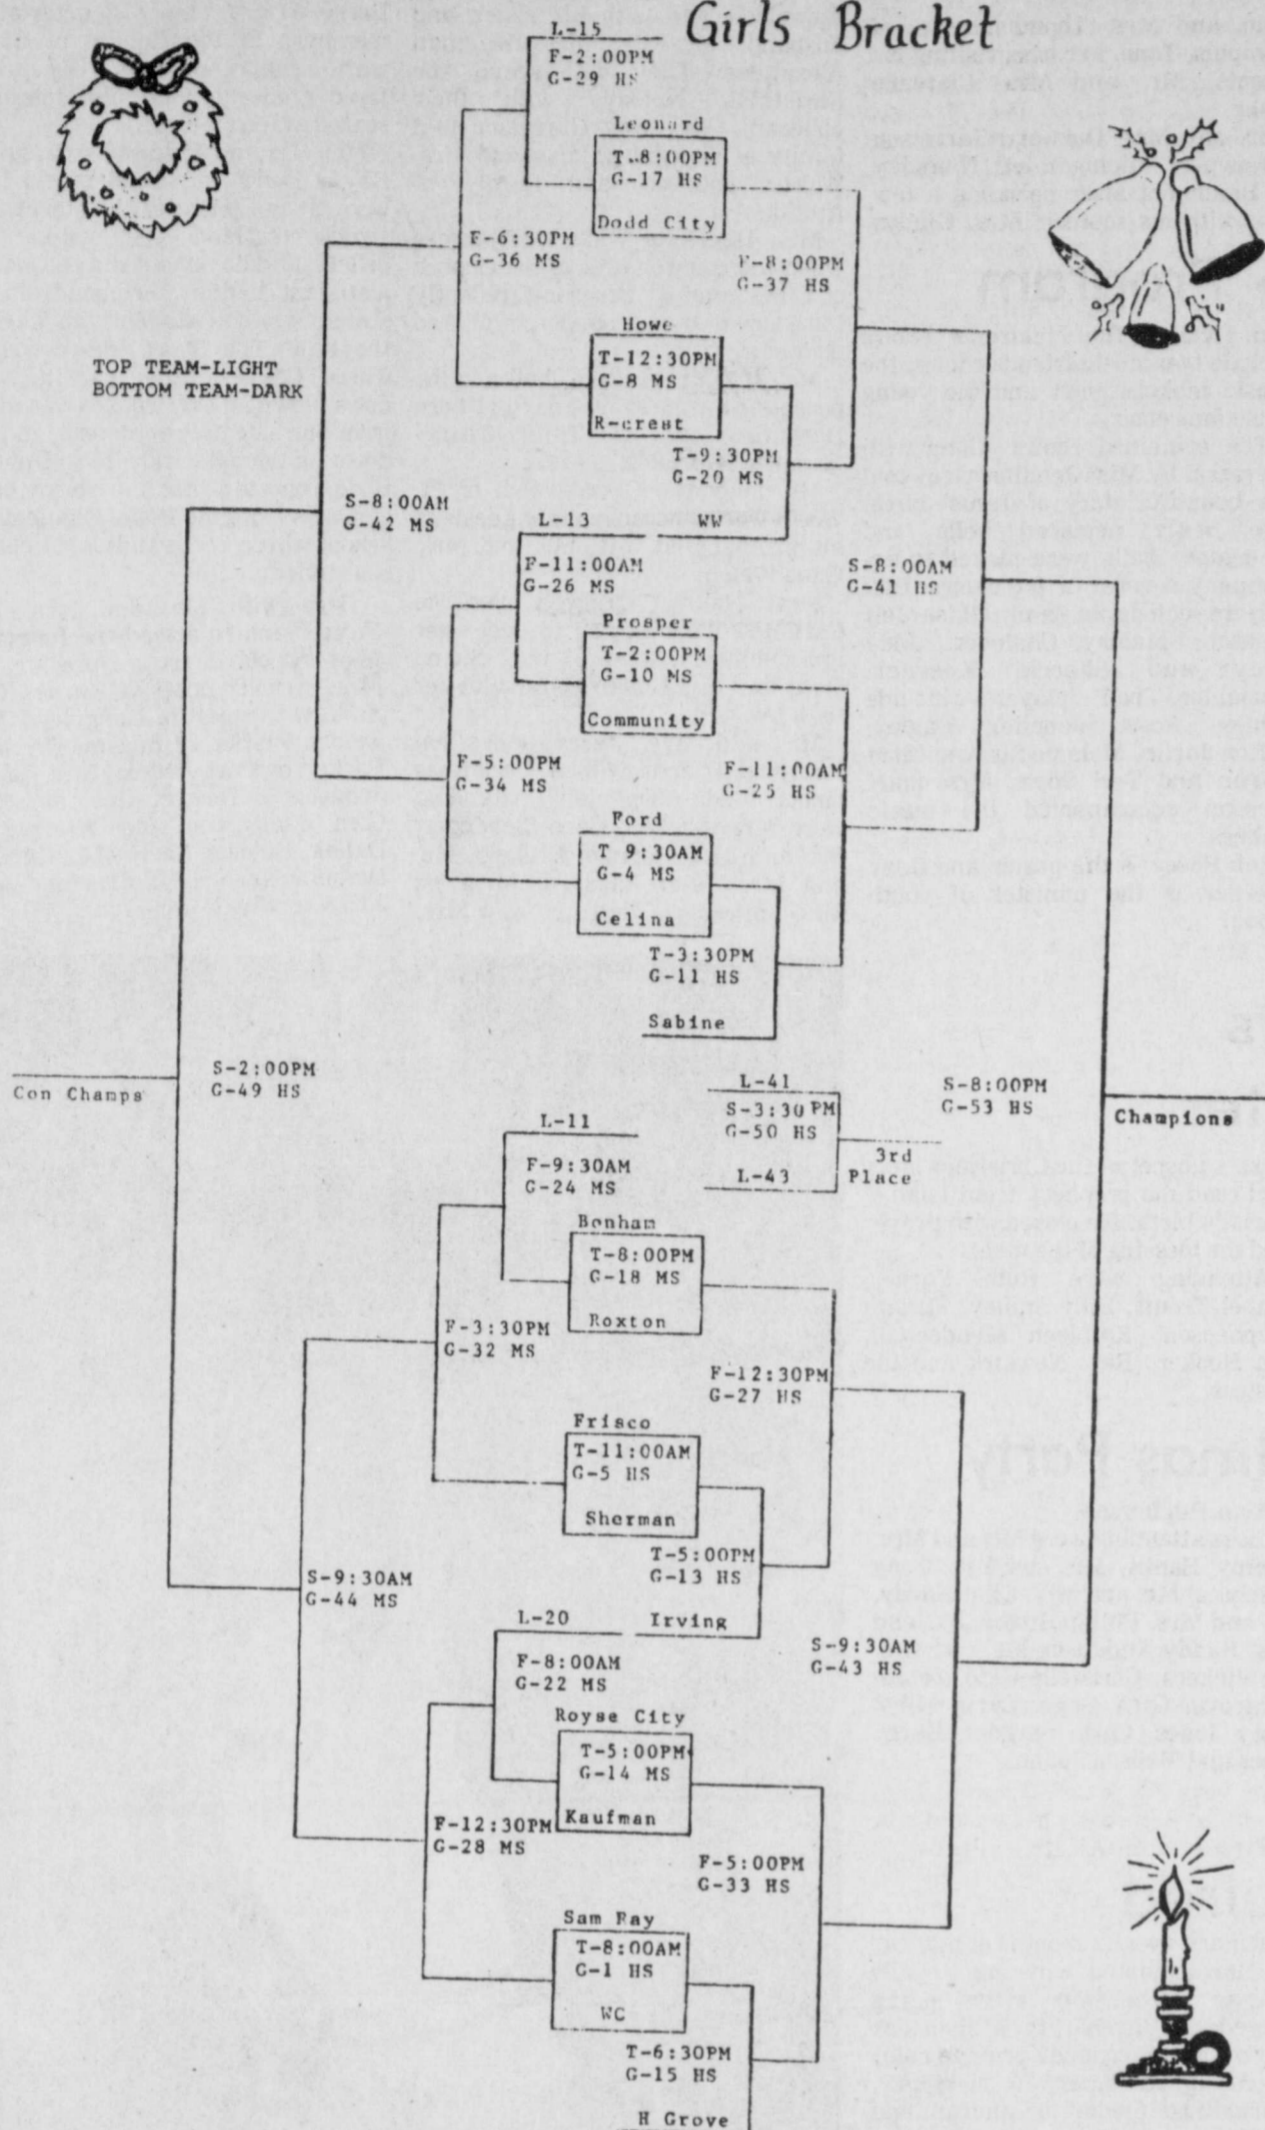 Girls Bracket
L-15
F-2:00PM
G-29 HS
Leonard
T-8:00PM
G-17 HS
Dodd City
F-6:30PM
G-36 MS
F-8:00PM
G-37 HS
Howe
T-12:30PM
G-8 MS
R-crest
TOP TEAM-LIGHT
BOTTOM TEAM-DARK
T-9:30PM
G-20 MS
S-8:00AM
G-42 MS
L-13
WW
F-11:00AM
G-26 MS
S-8:00AM
G-41 HS
Prosper
T-2:00PM
G-10 MS
Community
F-5:00PM
G-34 MS
F-11:00AM
G-25 HS
Ford
T 9:30AM
G-4 MS
Celina
T-3:30PM
G-11 HS
Sabine
Con Champs
S-2:00PM
G-49 HS
L-41
S-3:30PM
G-50 HS
L-43
3rd
Place
S-8:00PM
G-53 HS
Champions
L-11
F-9:30AM
G-24 MS
Bonham
T-8:00PM
G-18 MS
Roxton
F-3:30PM
G-32 MS
F-12:30PM
G-27 HS
Frisco
T-11:00AM
G-5 HS
Sherman
T-5:00PM
G-13 HS
Irving
S-9:30AM
G-44 MS
L-20
F-8:00AM
G-22 MS
S-9:30AM
G-43 HS
Royse City
T-5:00PM
G-14 MS
Kaufman
F-12:30PM
G-28 MS
F-5:00PM
G-33 HS
Sam Ray
T-8:00AM
G-1 HS
WC
T-6:30PM
G-15 HS
H Grove